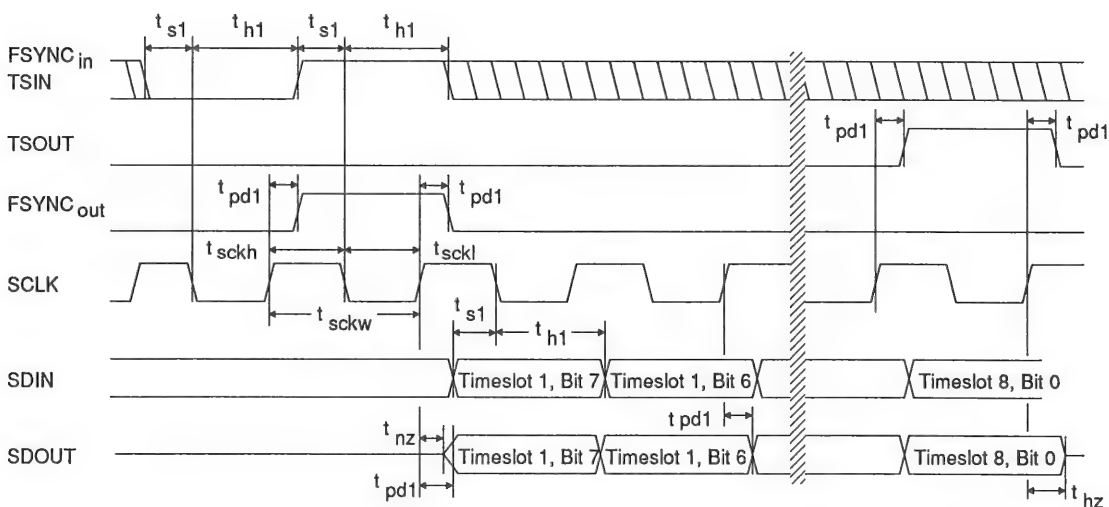 t s1 t h1 t s1 t h1
FSYNC in
TSIN
t pd1 t pd1
TSOUT
t pd1 t pd1
FSYNC out
t sckh t sckl
SCLK
t s1
t sckw t h1
SDIN Timeslot 1, Bit 7 Timeslot 1, Bit 6 Timeslot 8, Bit 0
t nz t pd1
SDOUT Timeslot 1, Bit 7 Timeslot 1, Bit 6 Timeslot 8, Bit 0
t pd1 t hz